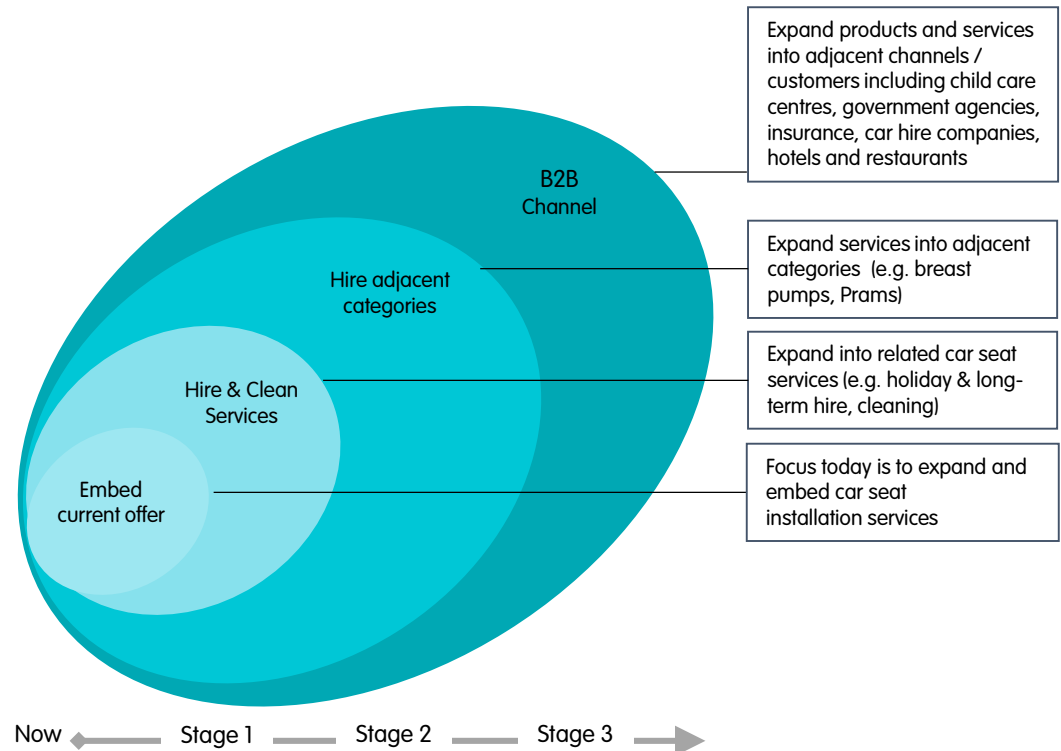 Expand products and services
into adjacent channels /
customers including child care
centres, government agencies,
insurance, car hire companies,
hotels and restaurants
B2B
Channel
Expand services into adjacent
categories (e.g. breast
pumps, Prams)
Hire adjacent
categories
Expand into related car seat
services (e.g. holiday & long-
term hire, cleaning)
Hire & Clean
Services
Focus today is to expand and
embed car seat
installation services
Embed
current offer
Now
Stage 1
Stage 2
Stage 3